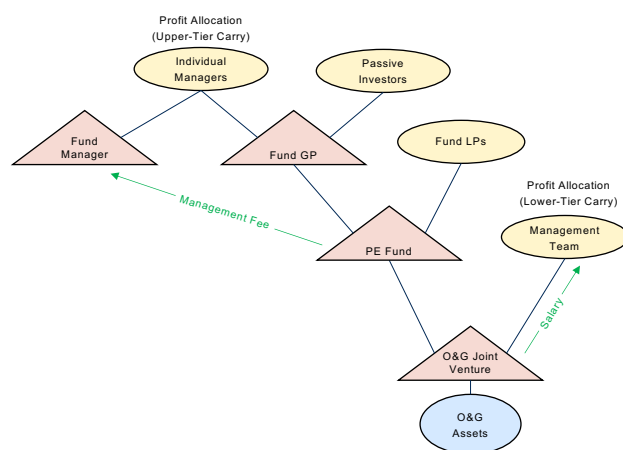 Profit Allocation
(Upper-Tier Carry)
Individual
Managers
Passive
Investors
Fund
Manager
Fund GP
Fund LPs
Management Fee
Profit Allocation
(Lower-Tier Carry)
Management
Team
PE Fund
Salary
O&G Joint
Venture
O&G
Assets